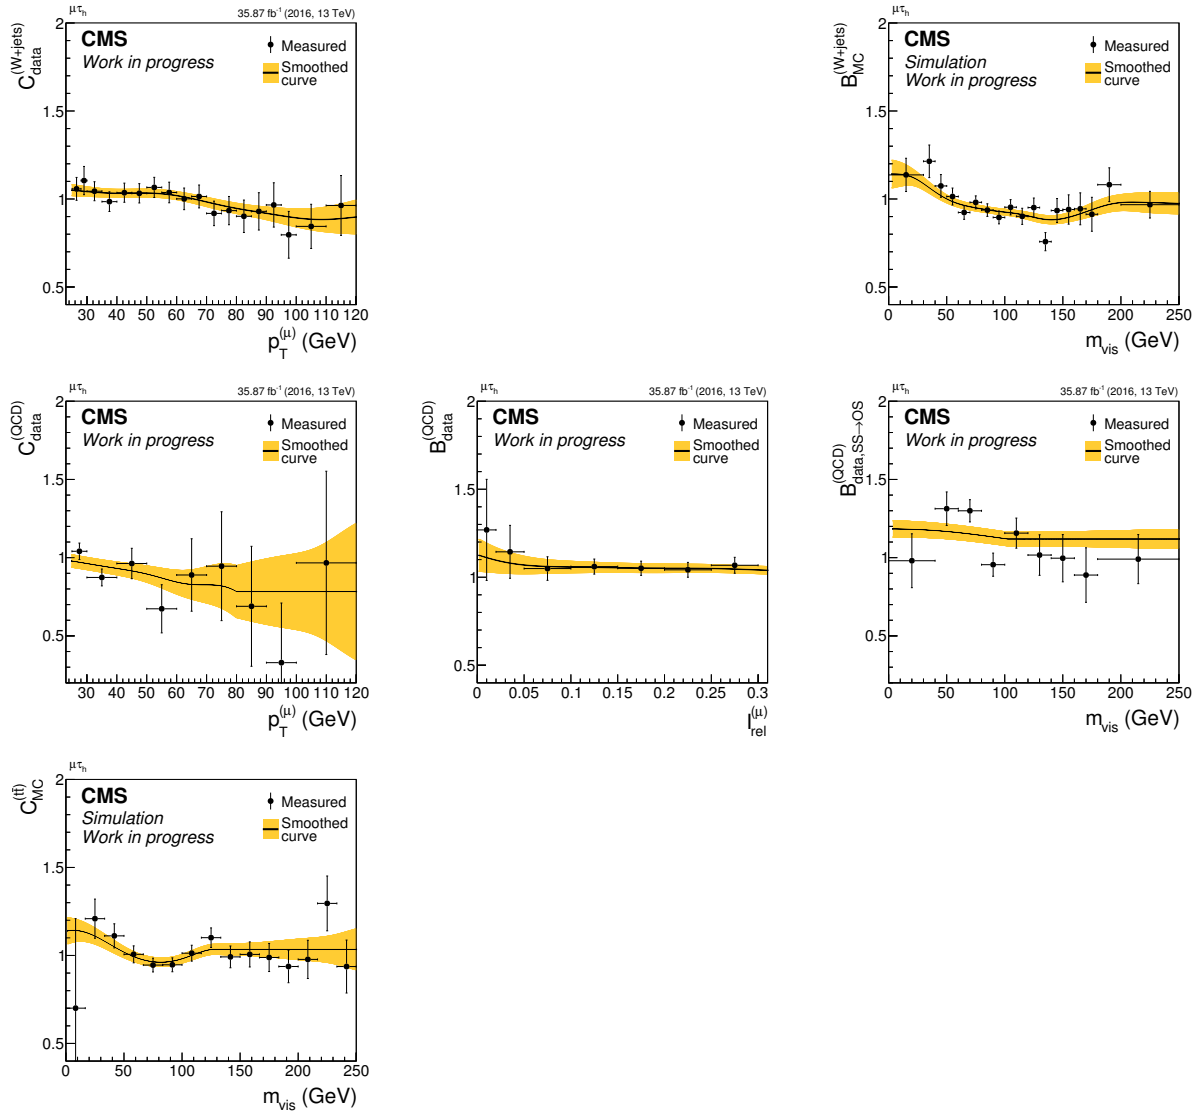 μτh 35.87 fb-1 (2016, 13 TeV)
CMS
Work in progress
Measured
Smoothed
curve
C(W+jets)data
2
1.5
1
0.5
30 40 50 60 70 80 90 100 110 120
pT(μ) (GeV)
μτh
CMS
Simulation
Work in progress
Measured
Smoothed
curve
B(W+jets)MC
2
1.5
1
0.5
0 50 100 150 200 250
mvis (GeV)
μτh 35.87 fb-1 (2016, 13 TeV)
CMS
Work in progress
Measured
Smoothed
curve
C(QCD)data
2
1.5
1
0.5
30 40 50 60 70 80 90 100 110 120
pT(μ) (GeV)
μτh 35.87 fb-1 (2016, 13 TeV)
CMS
Work in progress
Measured
Smoothed
curve
B(QCD)data
2
1.5
1
0.5
0 0.05 0.1 0.15 0.2 0.25 0.3
Irel(μ)
μτh 35.87 fb-1 (2016, 13 TeV)
CMS
Work in progress
Measured
Smoothed
curve
B(QCD)data,SS→OS
2
1.5
1
0.5
0 50 100 150 200 250
mvis (GeV)
μτh
CMS
Simulation
Work in progress
Measured
Smoothed
curve
C(tt̄)MC
2
1.5
1
0.5
0 50 100 150 200 250
mvis (GeV)